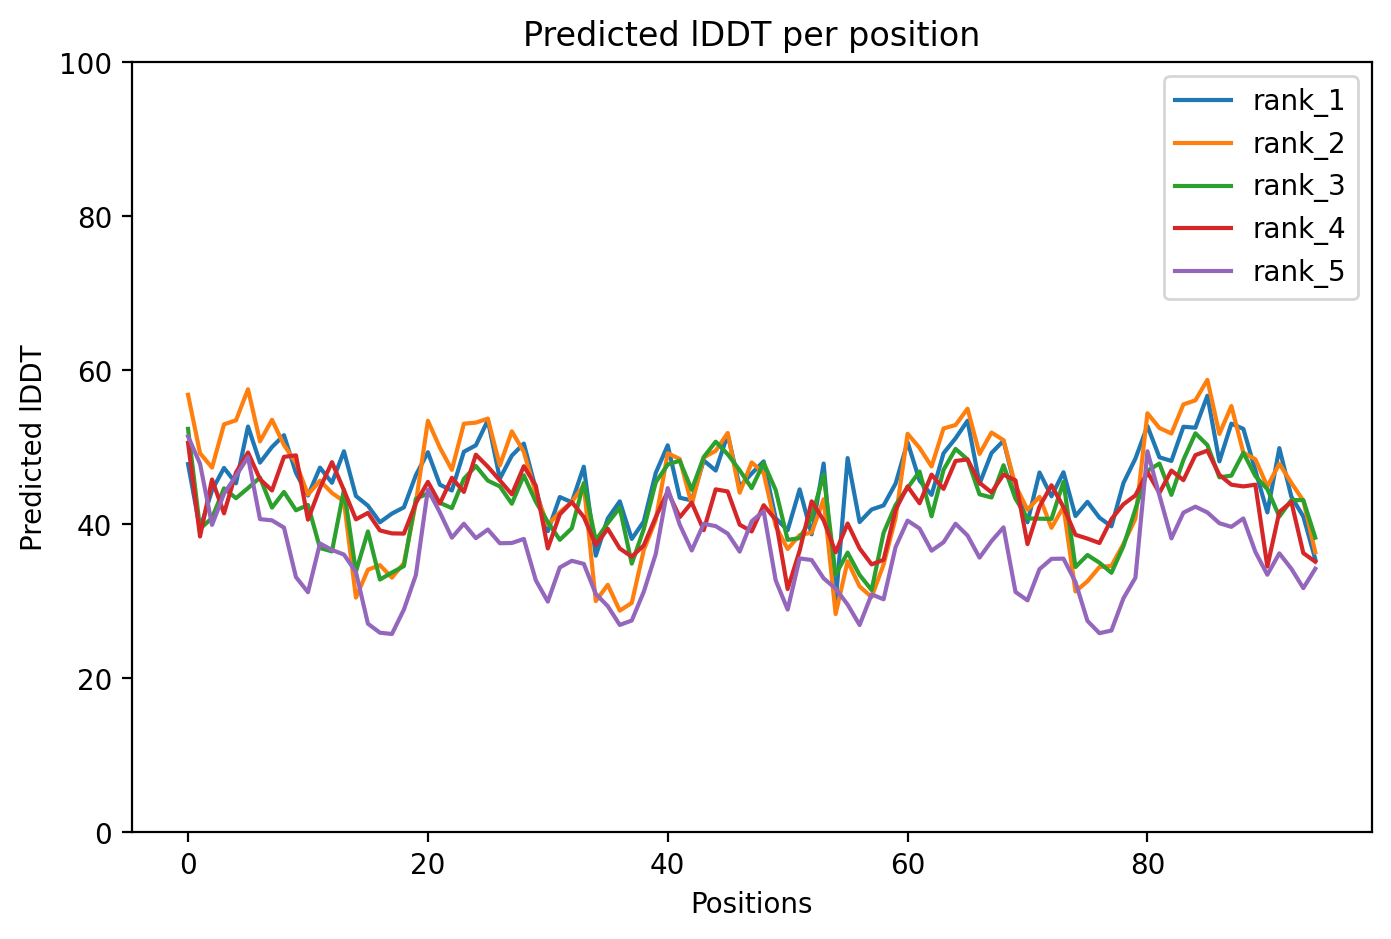 Predicted lDDT per position
100
80
60
40
20
0
Predicted lDDT
0 20 40 60 80
Positions
rank_1
rank_2
rank_3
rank_4
rank_5